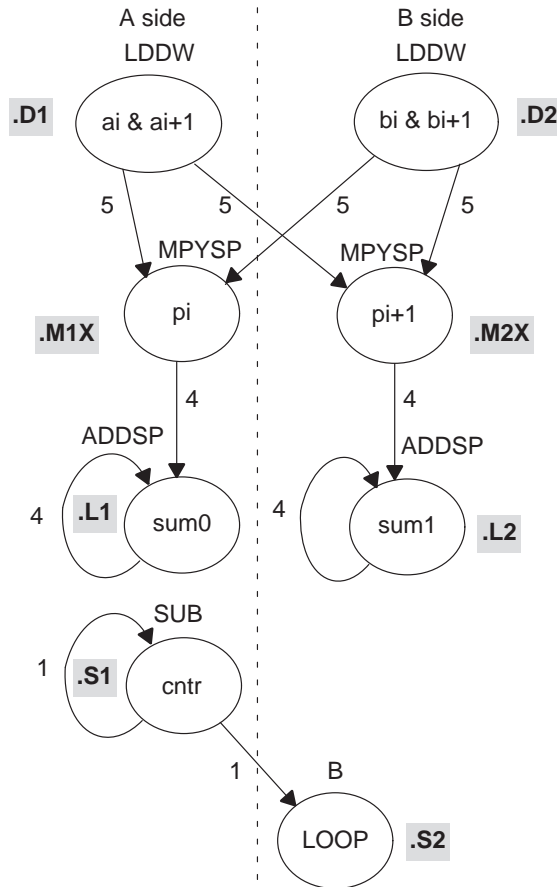 A side B side
LDDW LDDW
.D1 ai & ai+1 bi & bi+1 .D2
5 5 5 5
MPYSP MPYSP
.M1X pi pi+1 .M2X
4 4
ADDSP ADDSP
4 .L1 sum0 4 sum1 .L2
SUB
1 .S1 cntr
1 B
LOOP .S2